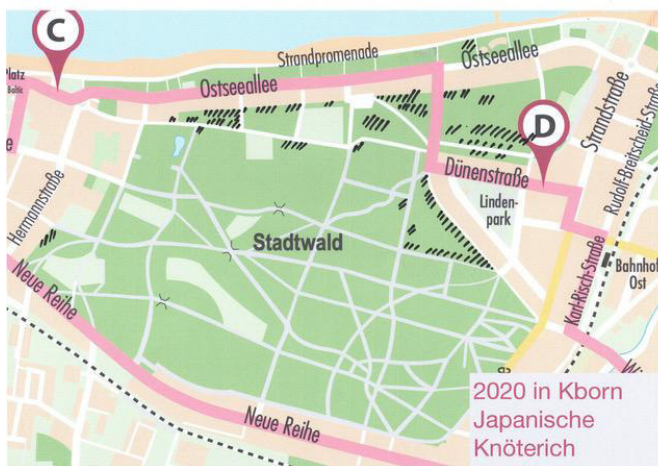 C
Strandpromenade
Platz
Baltic
Ostseeallee
Ostseeallee
Strandstraße
D
Rudolf-Breitscheid-Straße
Dünenstraße
Linden-
park
Hermannstraße
Stadtwald
Karl-Risch-Straße
Bahnhof
Ost
Neue Reihe
Neue Reihe
2020 in Kborn
Japanische
Knöterich